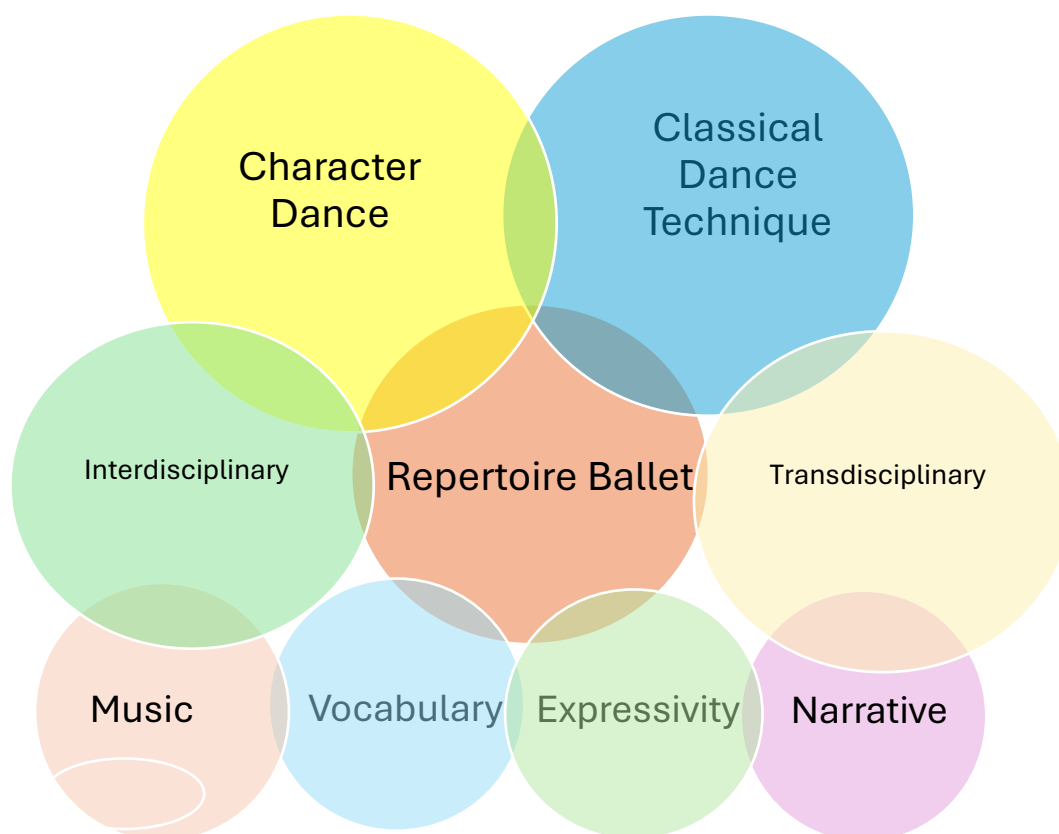 Character
Dance
Classical
Dance
Technique
Interdisciplinary
Repertoire Ballet
Transdisciplinary
Music
Vocabulary
Expressivity
Narrative